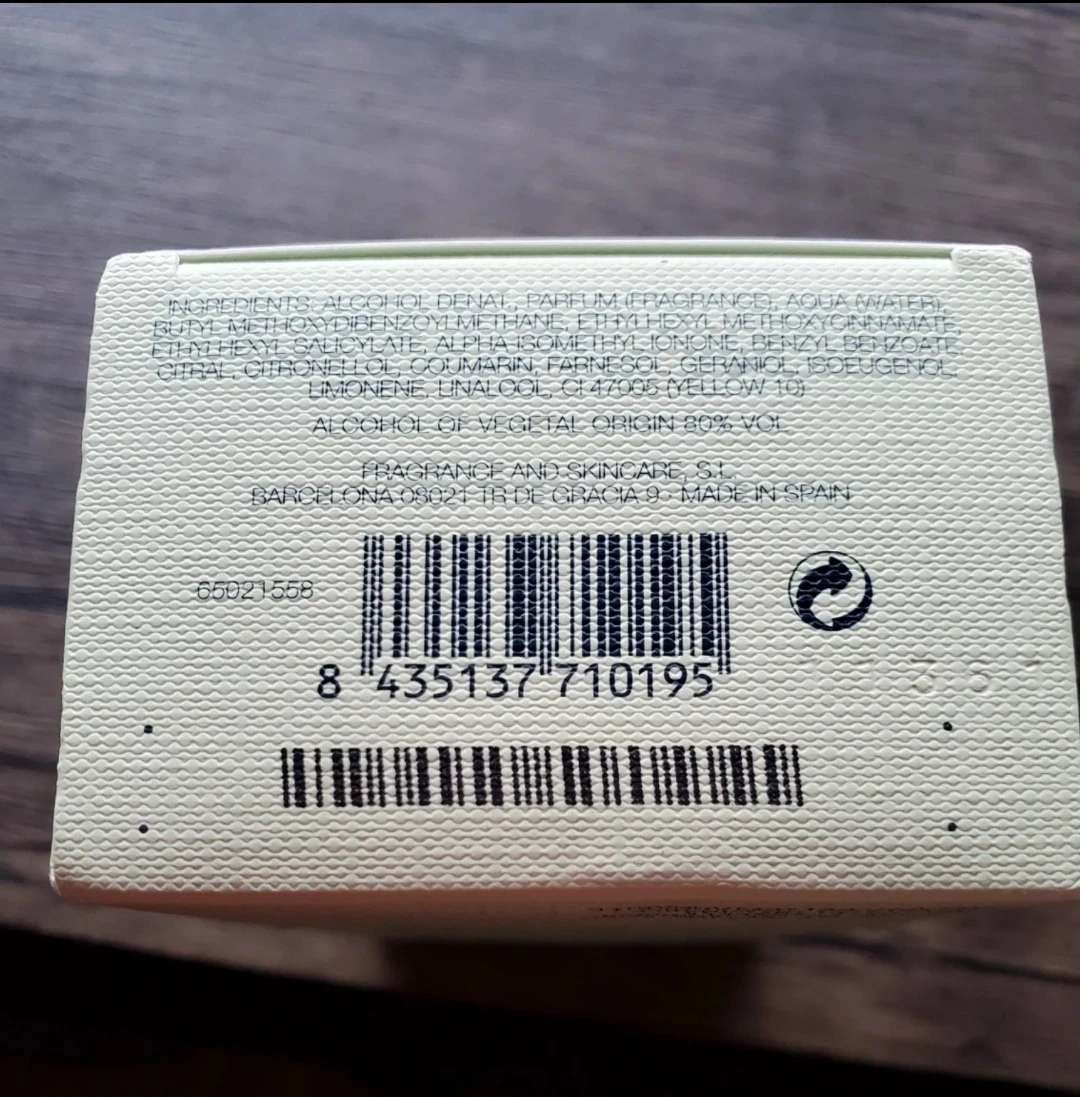 INGREDIENTS: ALCOHOL DENAT., PARFUM (FRAGRANCE), AQUA (WATER),
BUTYL METHOXYDIBENZOYLMETHANE, ETHYLHEXYL METHOXYCINNAMATE,
ETHYLHEXYL SALICYLATE, ALPHA-ISOMETHYL IONONE, BENZYL BENZOATE,
CITRAL, CITRONELLOL, COUMARIN, FARNESOL, GERANIOL, ISOEUGENOL,
LIMONENE, LINALOOL, CI 47005 (YELLOW 10)
ALCOHOL OF VEGETAL ORIGIN 80% VOL
FRAGRANCE AND SKINCARE, S.L.
BARCELONA 08021 TR DE GRACIA 9 · MADE IN SPAIN
65021558
8 435137 710195